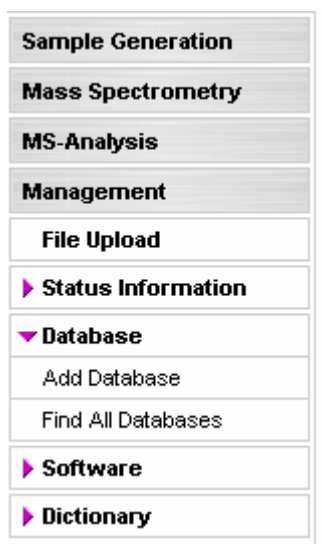 Sample Generation
Mass Spectrometry
MS-Analysis
Management
File Upload
Status Information
Database
Add Database
Find All Databases
Software
Dictionary